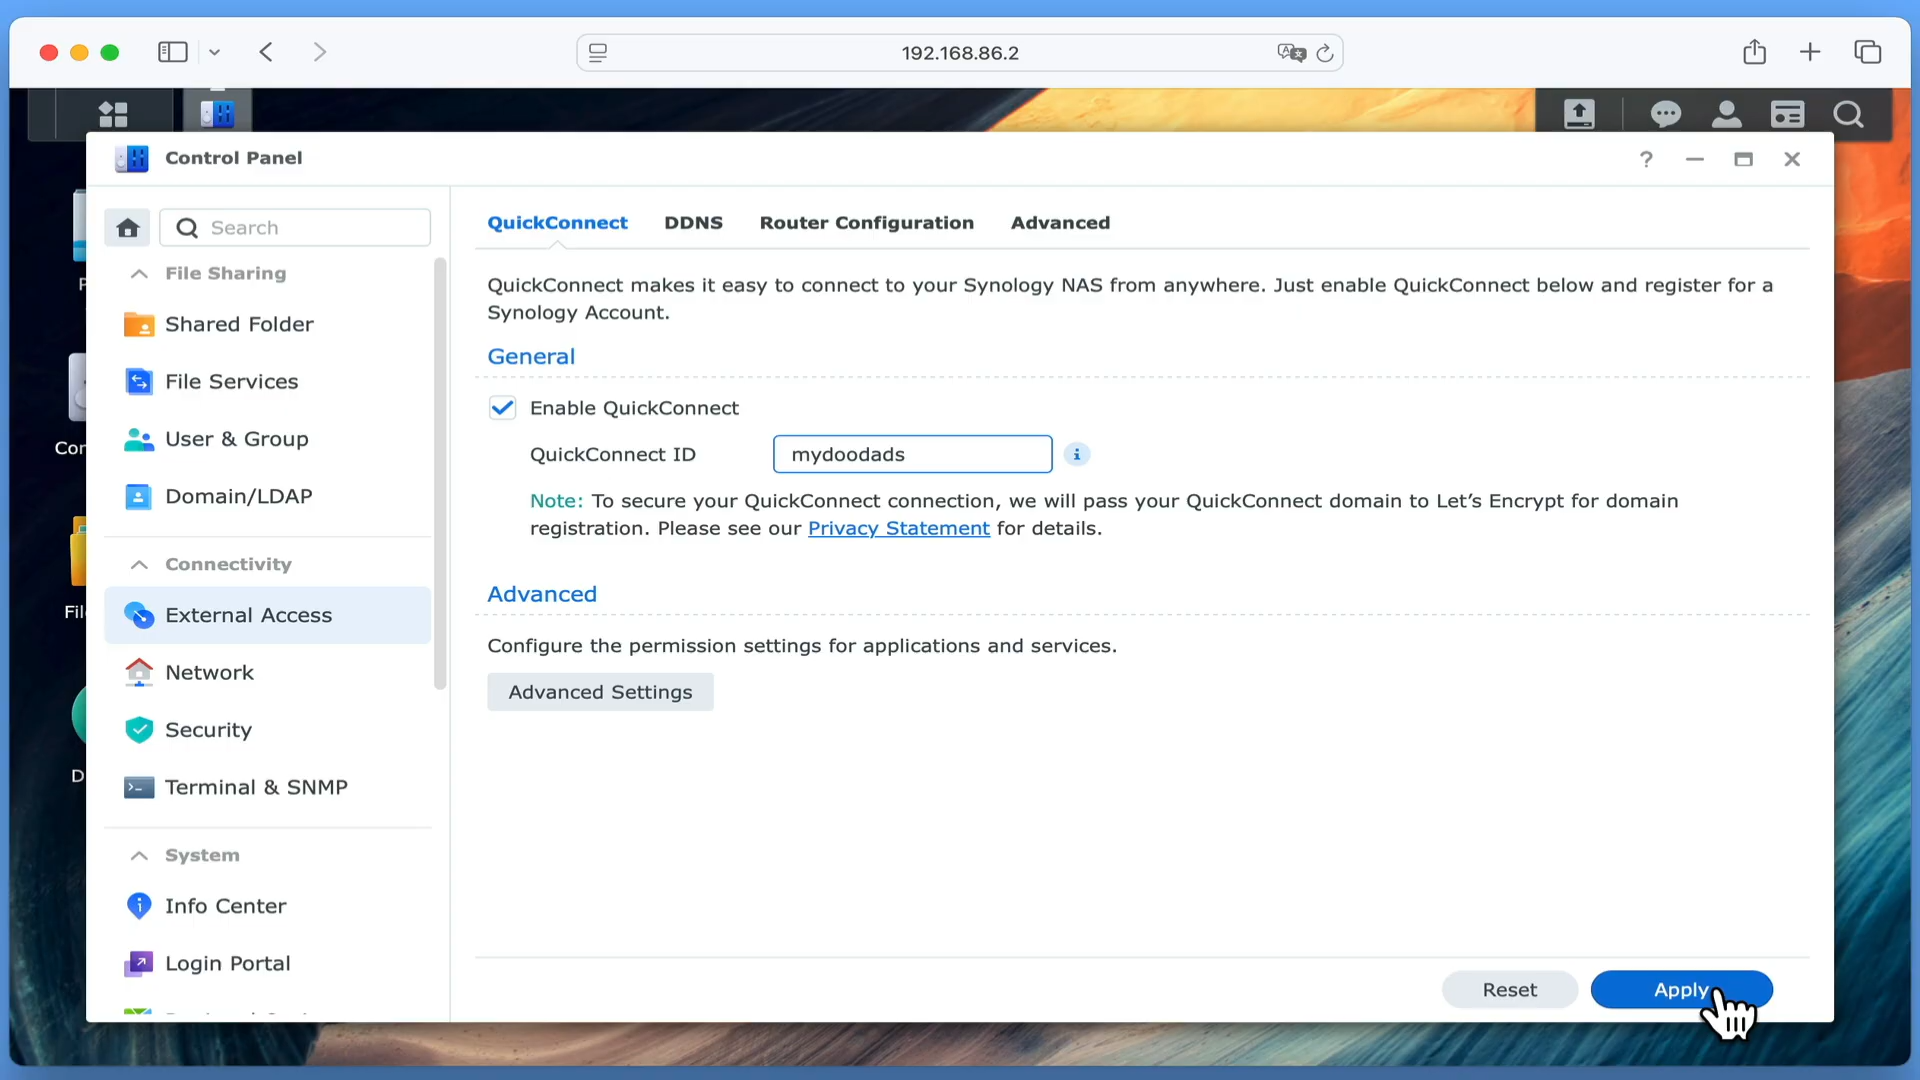 192.168.86.2
Control Panel
Search
File Sharing
Shared Folder
File Services
User & Group
Domain/LDAP
Connectivity
External Access
Network
Security
Terminal & SNMP
System
Info Center
Login Portal
QuickConnect DDNS Router Configuration Advanced
QuickConnect makes it easy to connect to your Synology NAS from anywhere. Just enable QuickConnect below and register for a
Synology Account.
General
Enable QuickConnect
QuickConnect ID mydoodads
Note: To secure your QuickConnect connection, we will pass your QuickConnect domain to Let’s Encrypt for domain
registration. Please see our Privacy Statement for details.
Advanced
Configure the permission settings for applications and services.
Advanced Settings
Reset Apply